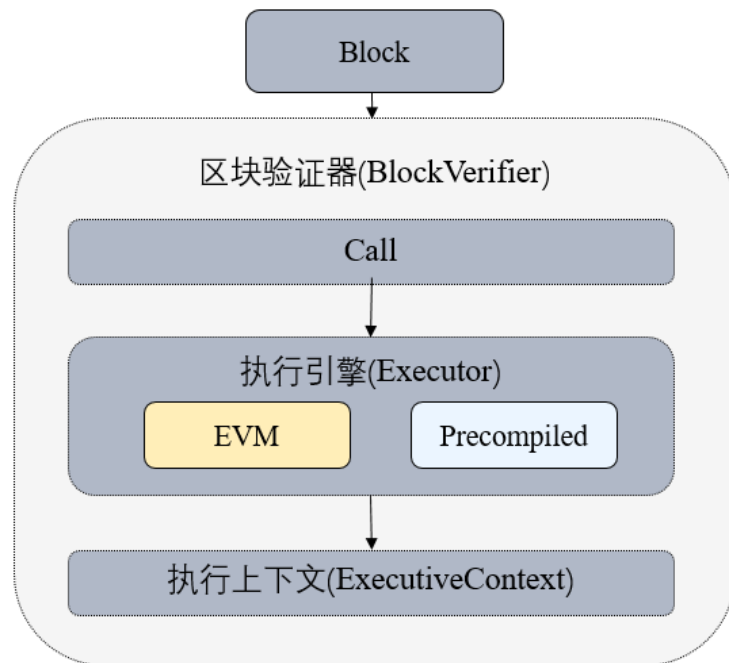 Block
区块验证器(BlockVerifier)
Call
执行引擎(Executor)
EVM
Precompiled
执行上下文(ExecutiveContext)